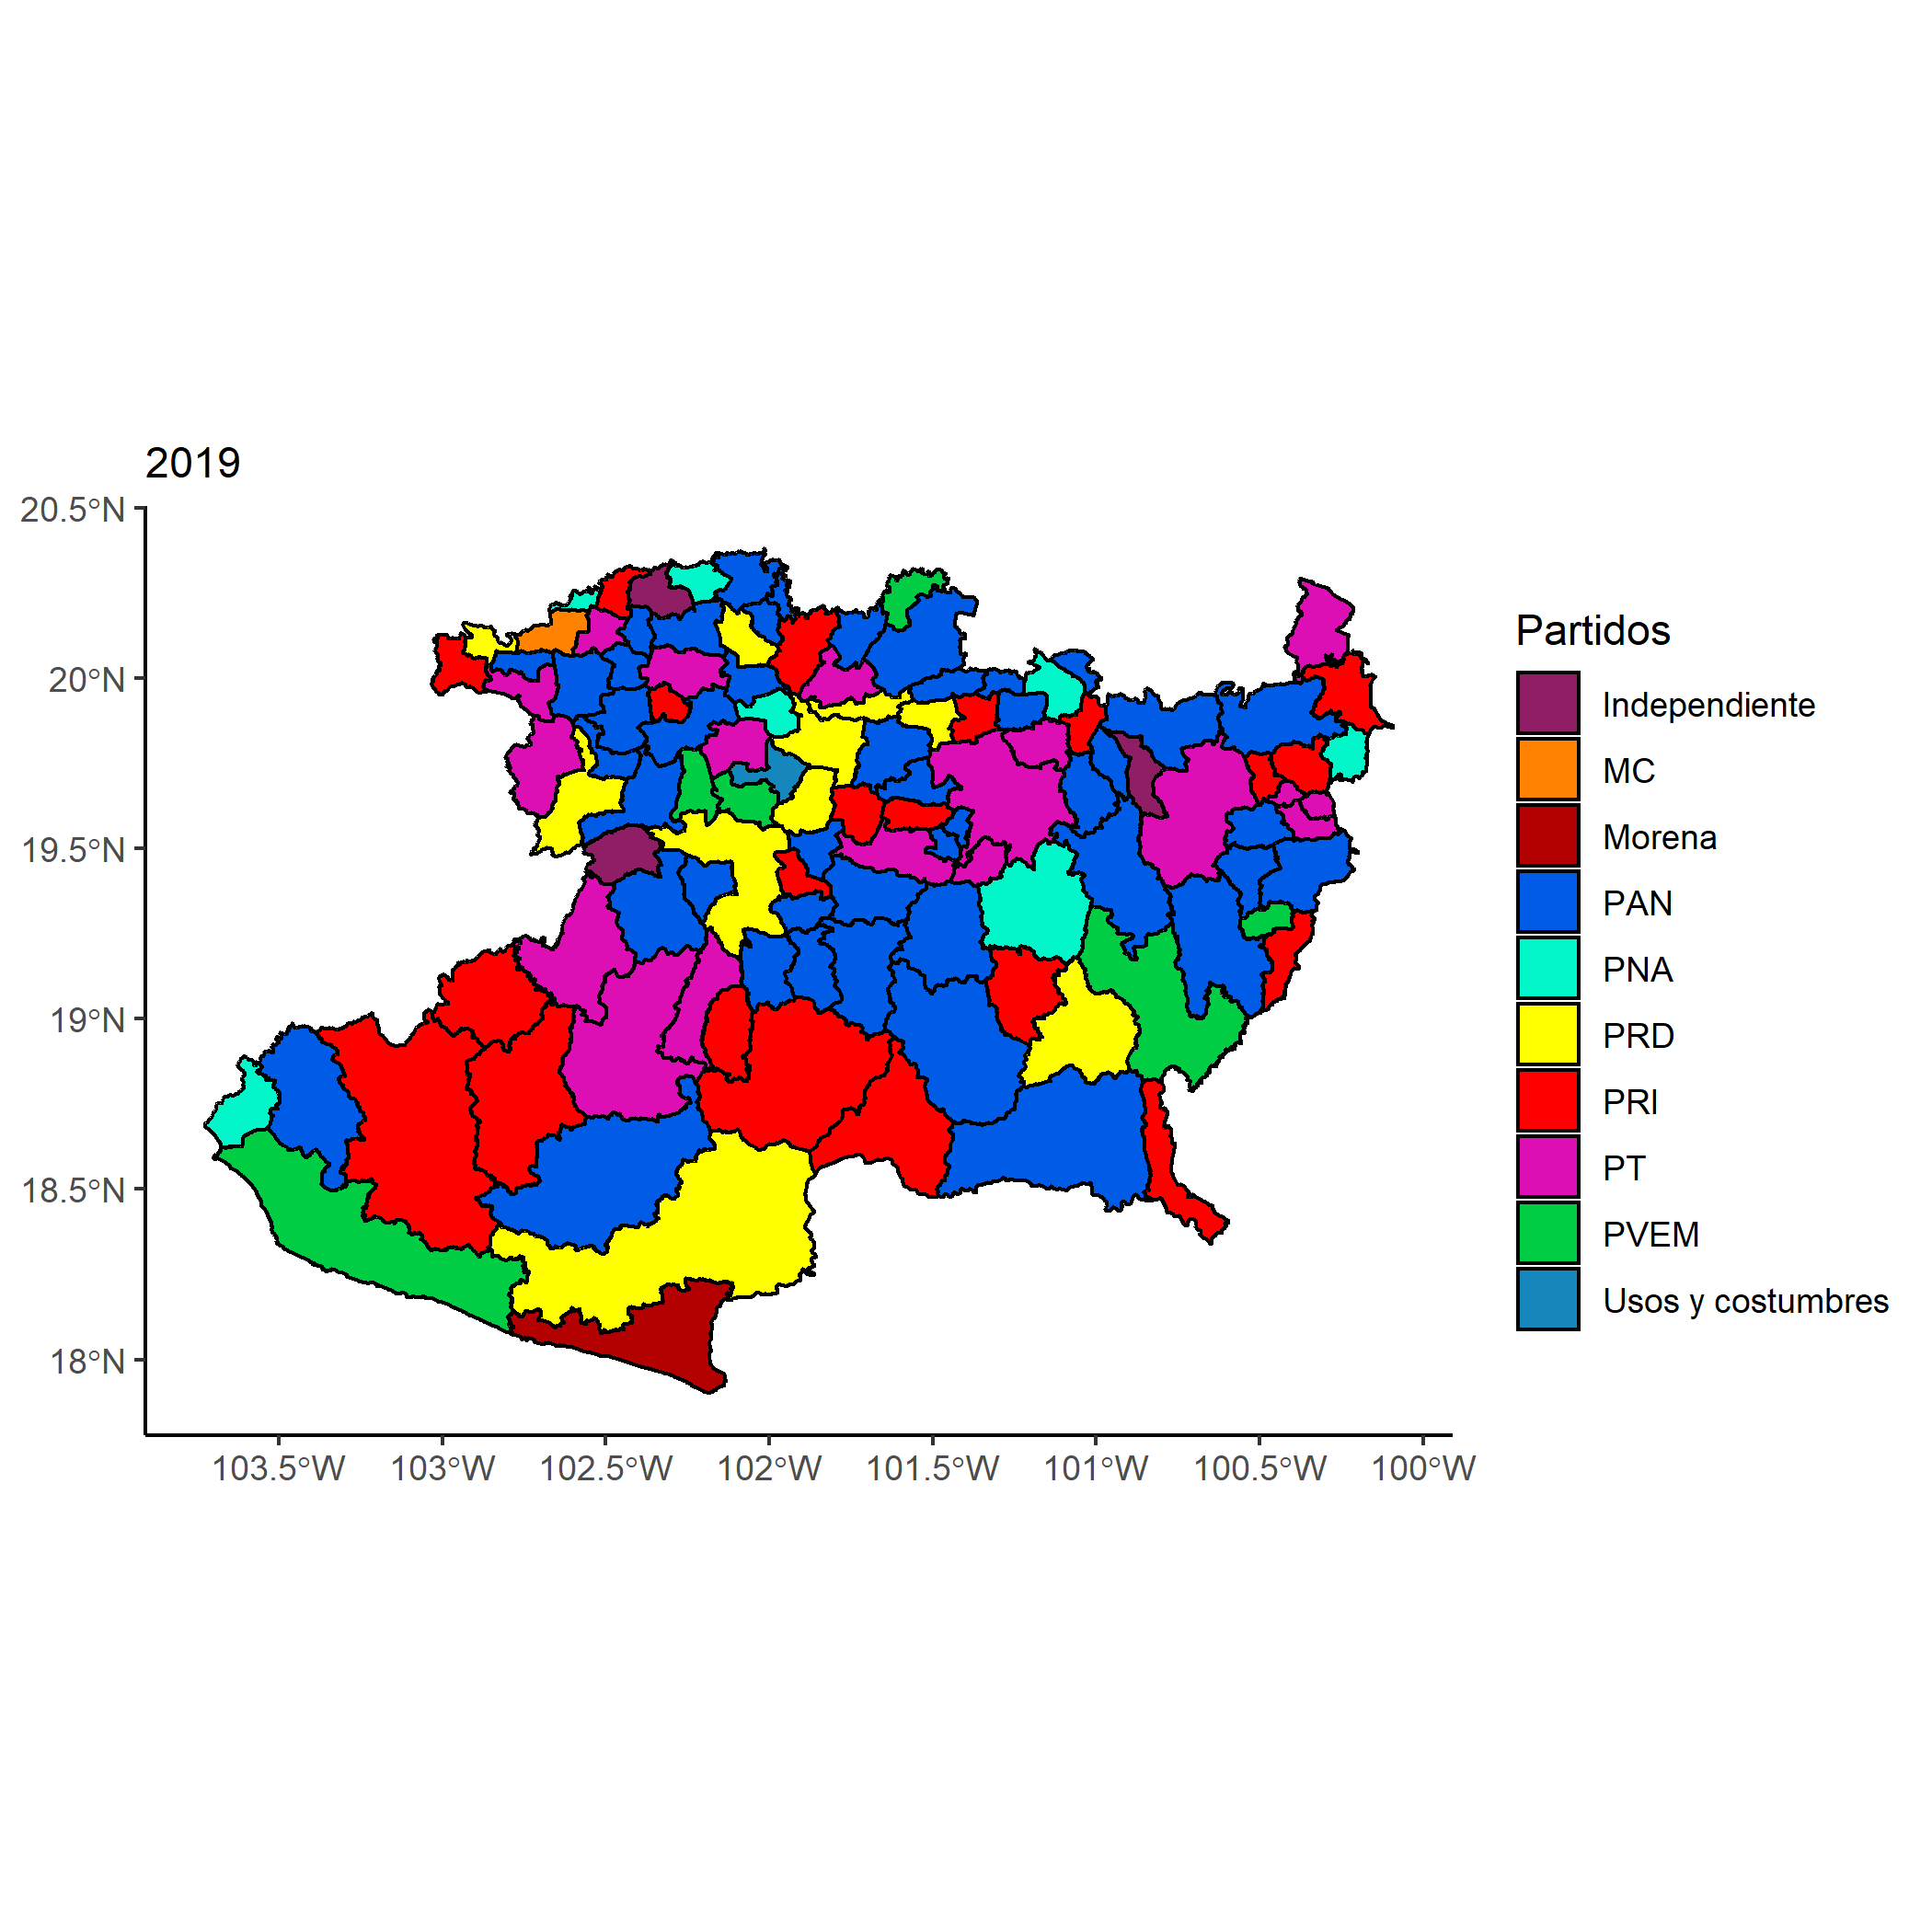 2019
20.5°N
20°N
19.5°N
19°N
18.5°N
18°N
103.5°W 103°W 102.5°W 102°W 101.5°W 101°W 100.5°W 100°W
Partidos
Independiente
MC
Morena
PAN
PNA
PRD
PRI
PT
PVEM
Usos y costumbres